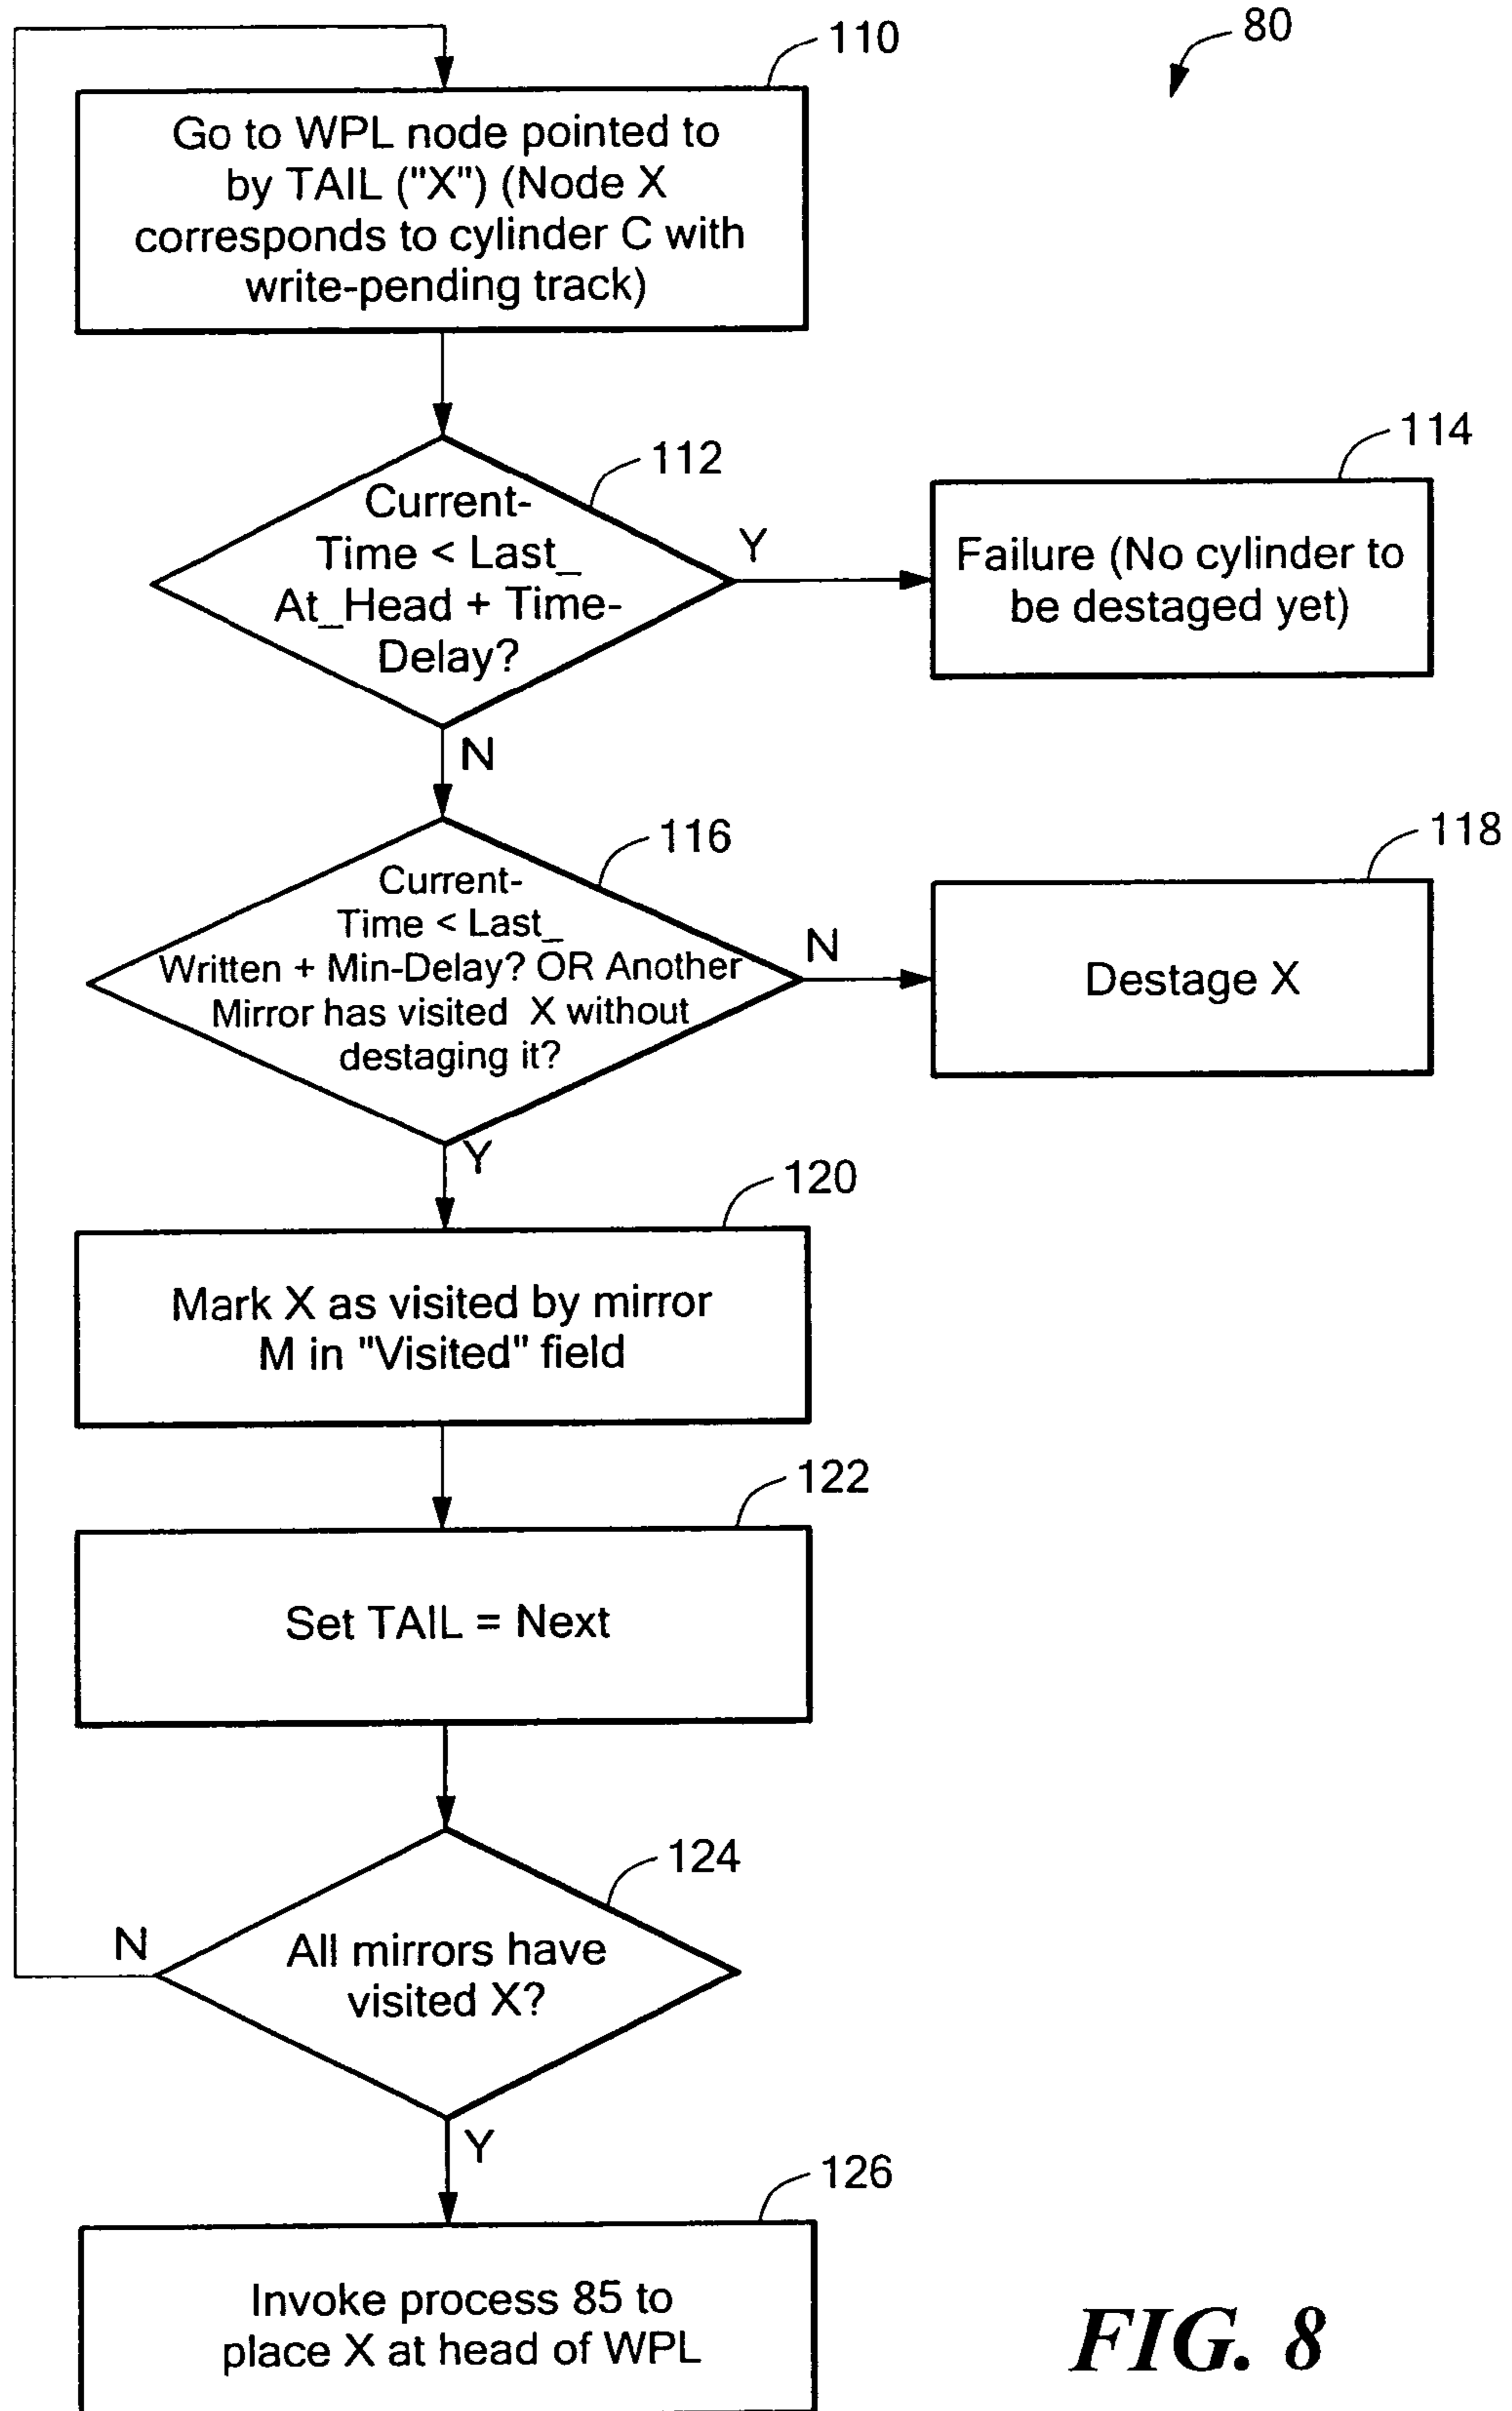 110
80
Go to WPL node pointed to
by TAIL ("X") (Node X
corresponds to cylinder C with
write-pending track)
112
Current-
Time < Last_
At_Head + Time-
Delay?
Y
114
Failure (No cylinder to
be destaged yet)
N
116
Current-
Time < Last_
Written + Min-Delay? OR Another
Mirror has visited X without
destaging it?
N
118
Destage X
Y
120
Mark X as visited by mirror
M in "Visited" field
122
Set TAIL = Next
124
All mirrors have
visited X?
N
Y
126
Invoke process 85 to
place X at head of WPL
FIG. 8